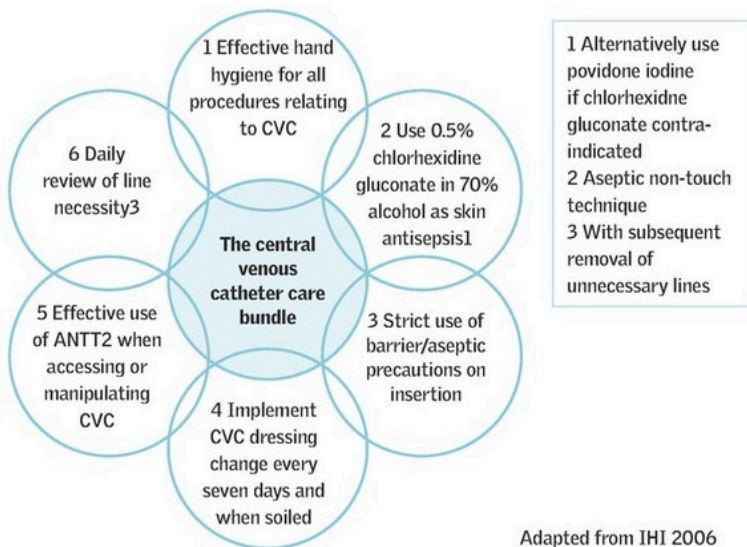 1 Effective hand
hygiene for all
procedures relating
to CVC
2 Use 0.5%
chlorhexidine
gluconate in 70%
alcohol as skin
antisepsis1
3 Strict use of
barrier/aseptic
precautions on
insertion
4 Implement
CVC dressing
change every
seven days and
when soiled
5 Effective use
of ANTT2 when
accessing or
manipulating
CVC
6 Daily
review of line
necessity3
The central
venous
catheter care
bundle
1 Alternatively use
povidone iodine
if chlorhexidne
gluconate contra-
indicated
2 Aseptic non-touch
technique
3 With subsequent
removal of
unnecessary lines
Adapted from IHI 2006